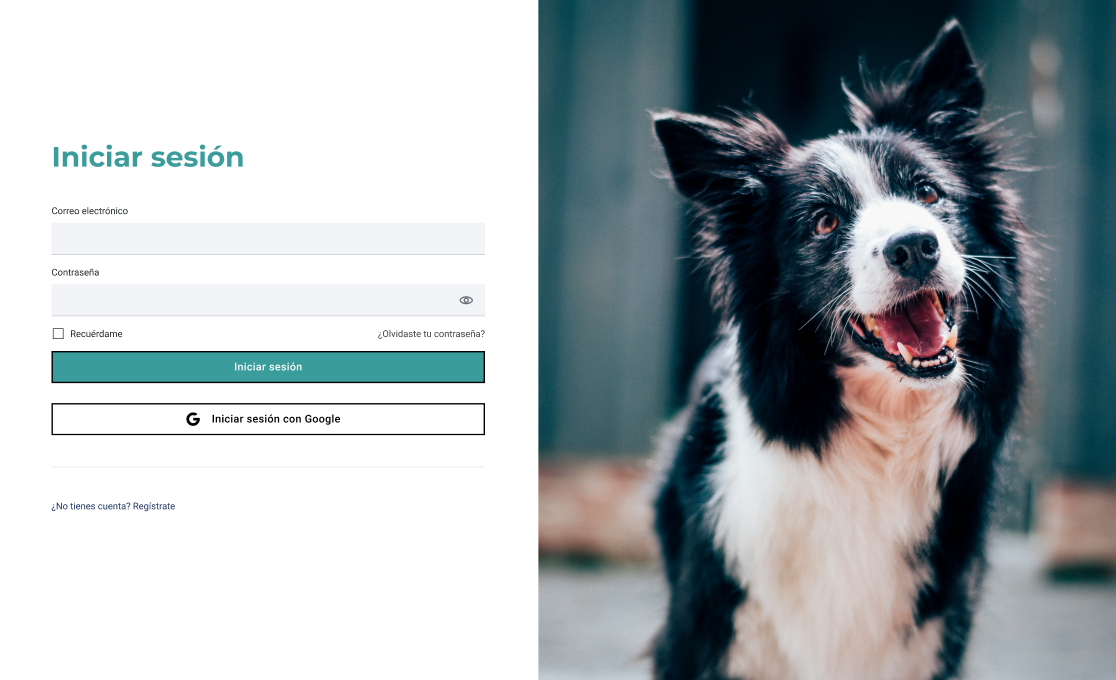 Iniciar sesión
Correo electrónico
Contraseña
Recuérdame
¿Olvidaste tu contraseña?
Iniciar sesión
Iniciar sesión con Google
¿No tienes cuenta? Regístrate